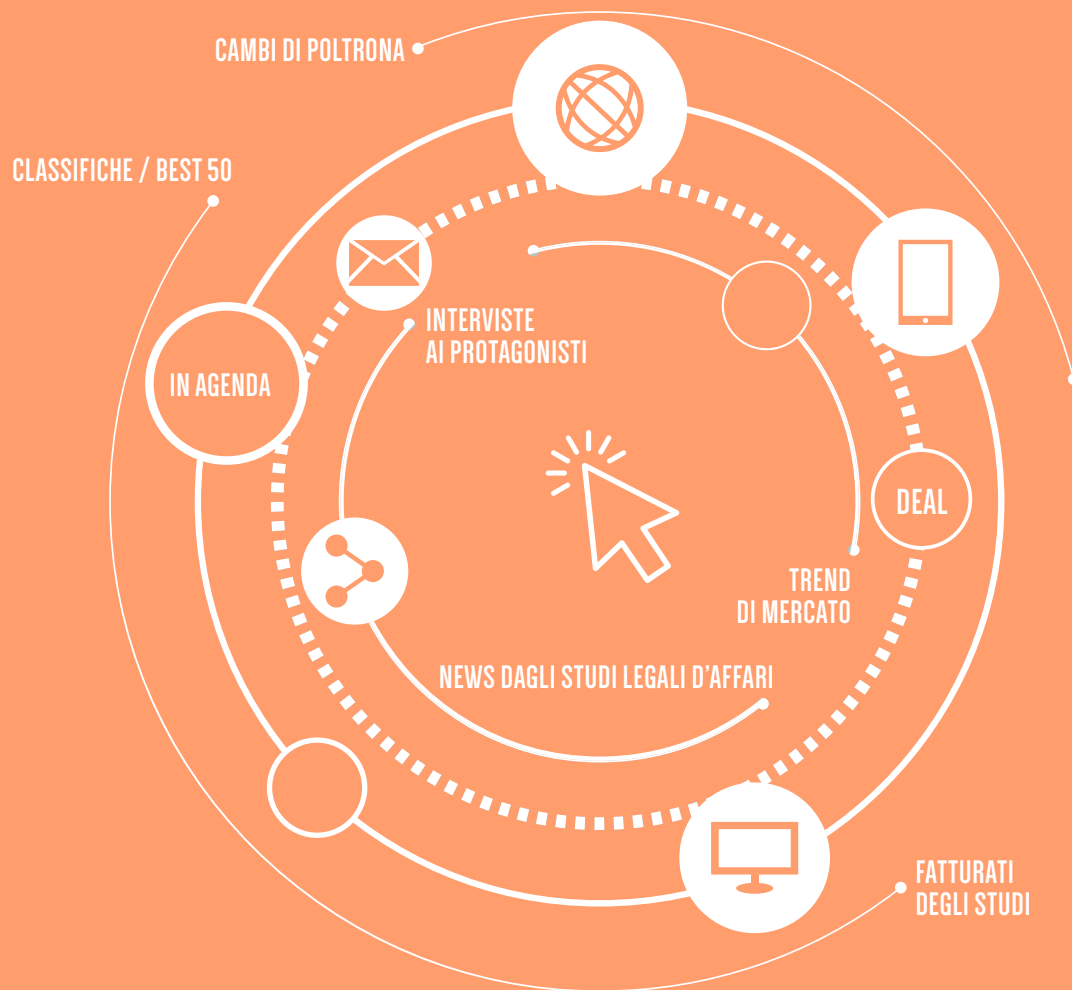 CAMBI DI POLTRONA
CLASSIFICHE / BEST 50
INTERVISTE
AI PROTAGONISTI
IN AGENDA
DEAL
TREND
DI MERCATO
NEWS DAGLI STUDI LEGALI D'AFFARI
FATTURATI
DEGLI STUDI